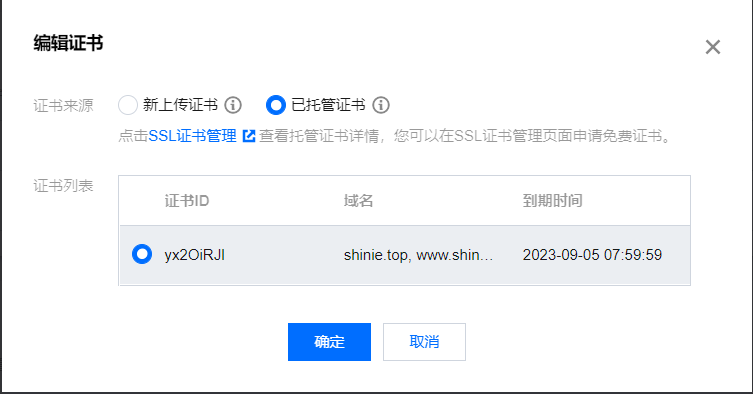 编辑证书
证书来源 新上传证书 已托管证书
点击SSL证书管理 查看托管证书详情，您可以在SSL证书管理页面申请免费证书。
证书列表
证书ID 域名 到期时间
yx2OiRJI shinie.top, www.shin... 2023-09-05 07:59:59
确定 取消